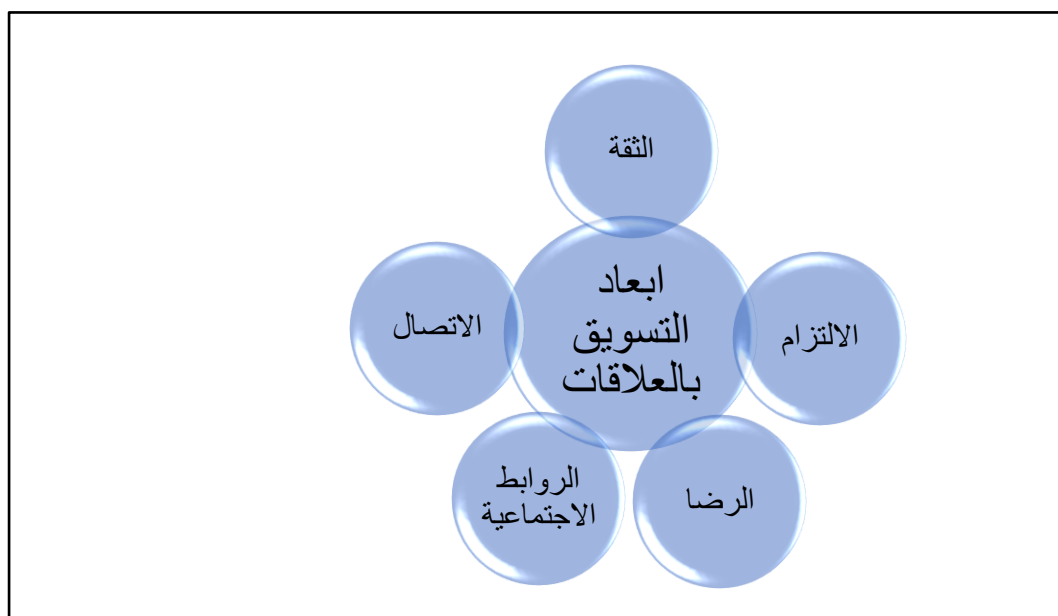 الثقة
ابعاد
التسويق
بالعلاقات
الالتزام
الرضا
الروابط
الاجتماعية
الاتصال